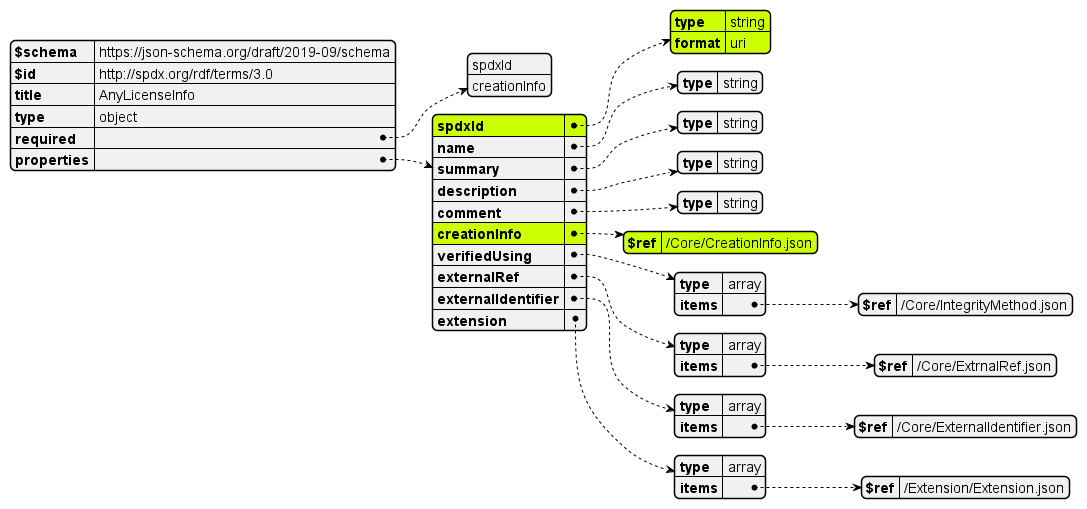 $schema https://json-schema.org/draft/2019-09/schema
$id http://spdx.org/rdf/terms/3.0
title AnyLicenseInfo
type object
required
properties
spdxId
creationInfo
spdxId
name
summary
description
comment
creationInfo
verifiedUsing
externalRef
externalIdentifier
extension
type string
format uri
type string
type string
type string
type string
$ref /Core/CreationInfo.json
type array
items
$ref /Core/IntegrityMethod.json
type array
items
$ref /Core/ExtrnalRef.json
type array
items
$ref /Core/ExternalIdentifier.json
type array
items
$ref /Extension/Extension.json